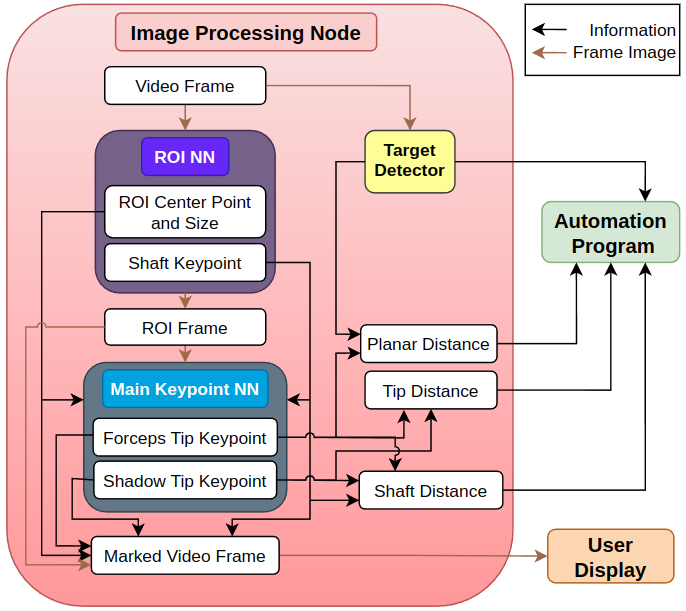 Image Processing Node
Information
Frame Image
Video Frame
ROI NN
Target
Detector
ROI Center Point
and Size
Automation
Program
Shaft Keypoint
ROI Frame
Planar Distance
Main Keypoint NN
Tip Distance
Forceps Tip Keypoint
Shadow Tip Keypoint
Shaft Distance
Marked Video Frame
User
Display